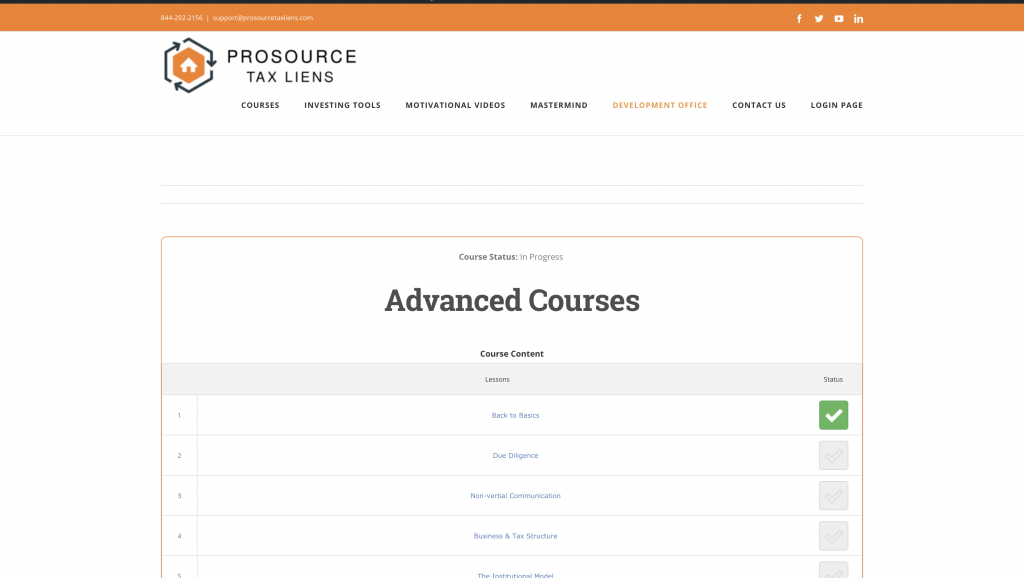 844-292-2156 | support@prosourcetaxliens.com
PROSOURCE
TAX LIENS
COURSES INVESTING TOOLS MOTIVATIONAL VIDEOS MASTERMIND DEVELOPMENT OFFICE CONTACT US LOGIN PAGE
Course Status: In Progress
Advanced Courses
Course Content
Lessons Status
1 Back to Basics
2 Due Diligence
3 Non-verbal Communication
4 Business & Tax Structure
5 The Institutional Model